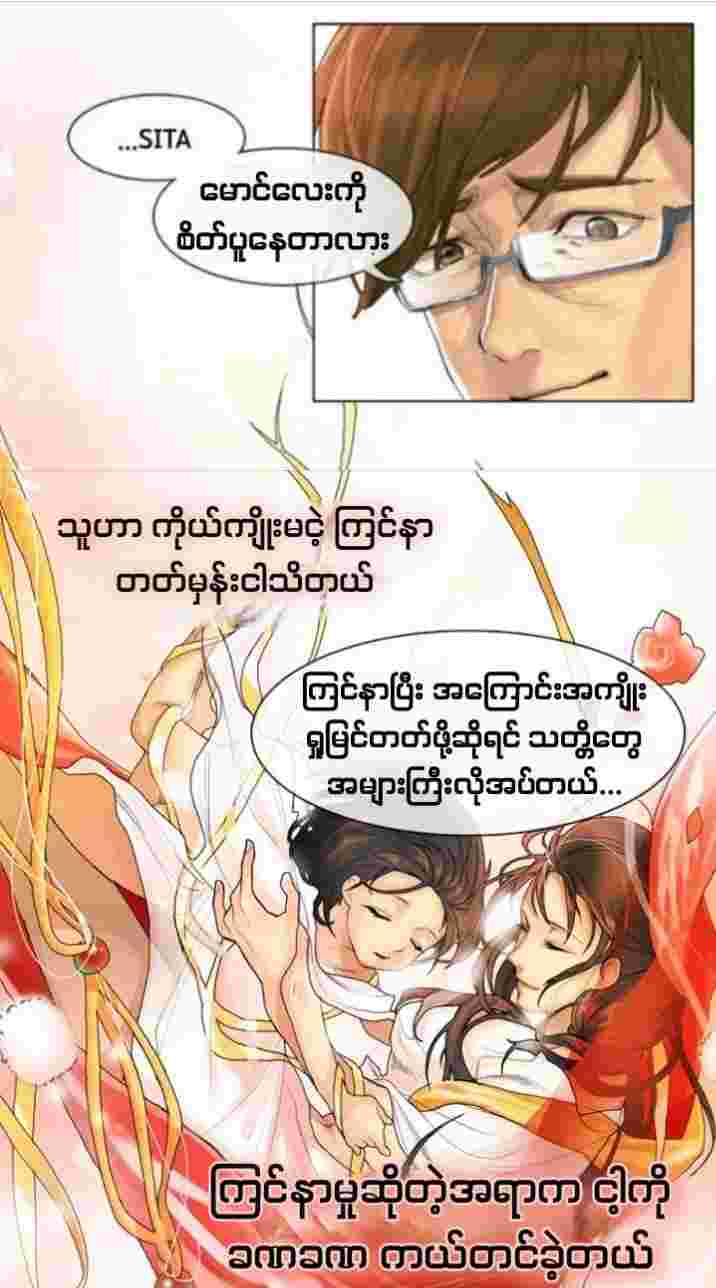 ...SITA
မောင်လေးကို
စိတ်ပူနေတာလား
သူဟာ ကိုယ်ကျိုးမငဲ့ ကြင်နာ
တတ်မှန်းငါသိတယ်
ကြင်နာပြီး အကြောင်းအကျိုး
ရှုမြင်တတ်ဖို့ဆိုရင် သတ္တိတွေ
အများကြီးလိုအပ်တယ်...
ကြင်နာမှုဆိုတဲ့အရာက ငါ့ကို
ခဏခဏ ကယ်တင်ခဲ့တယ်